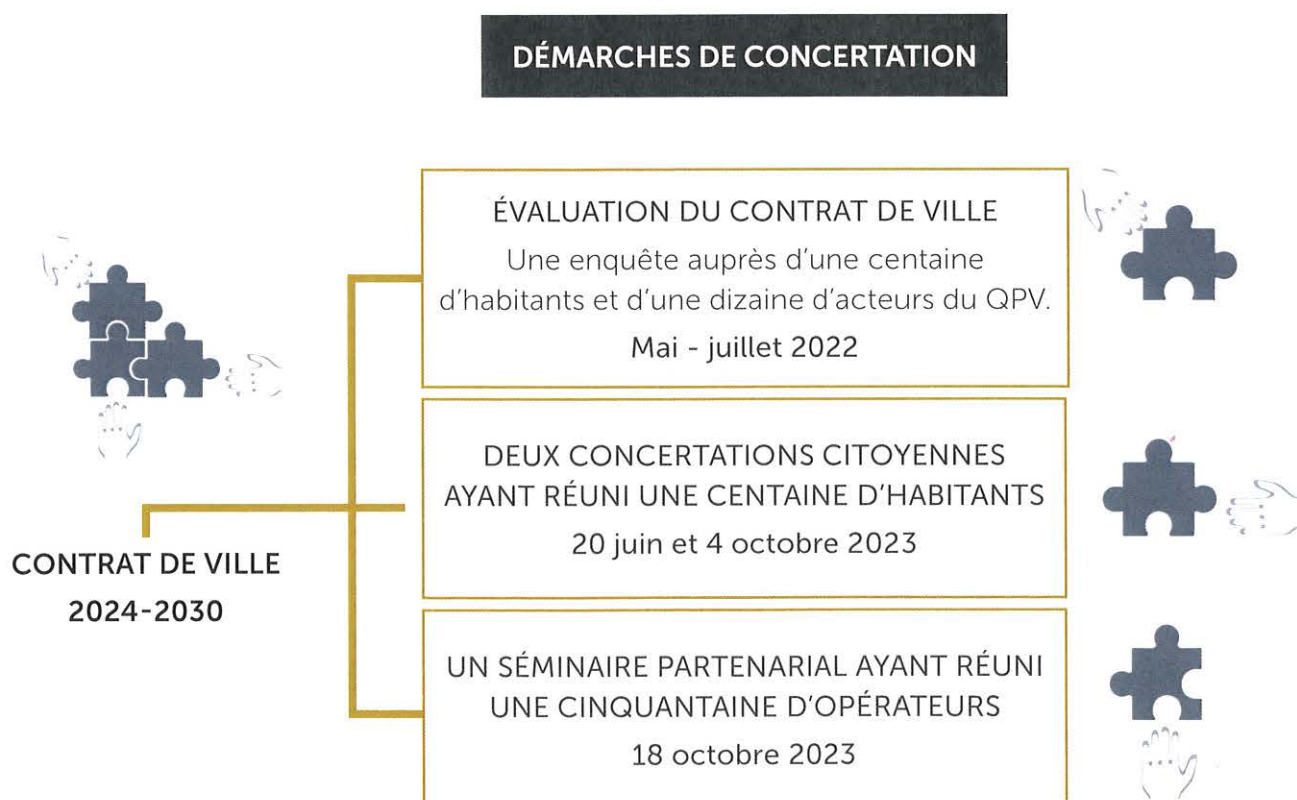 DÉMARCHES DE CONCERTATION
ÉVALUATION DU CONTRAT DE VILLE
Une enquête auprès d'une centaine
d'habitants et d'une dizaine d'acteurs du QPV.
Mai - juillet 2022
DEUX CONCERTATIONS CITOYENNES
AYANT RÉUNI UNE CENTAINE D'HABITANTS
20 juin et 4 octobre 2023
CONTRAT DE VILLE
2024-2030
UN SÉMINAIRE PARTENARIAL AYANT RÉUNI
UNE CINQUANTAINE D'OPÉRATEURS
18 octobre 2023